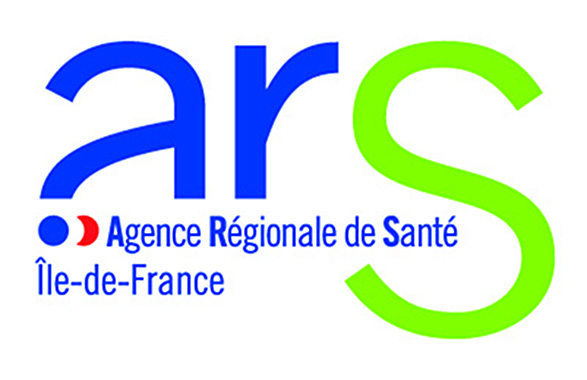 ars
Agence Régionale de Santé
Île-de-France